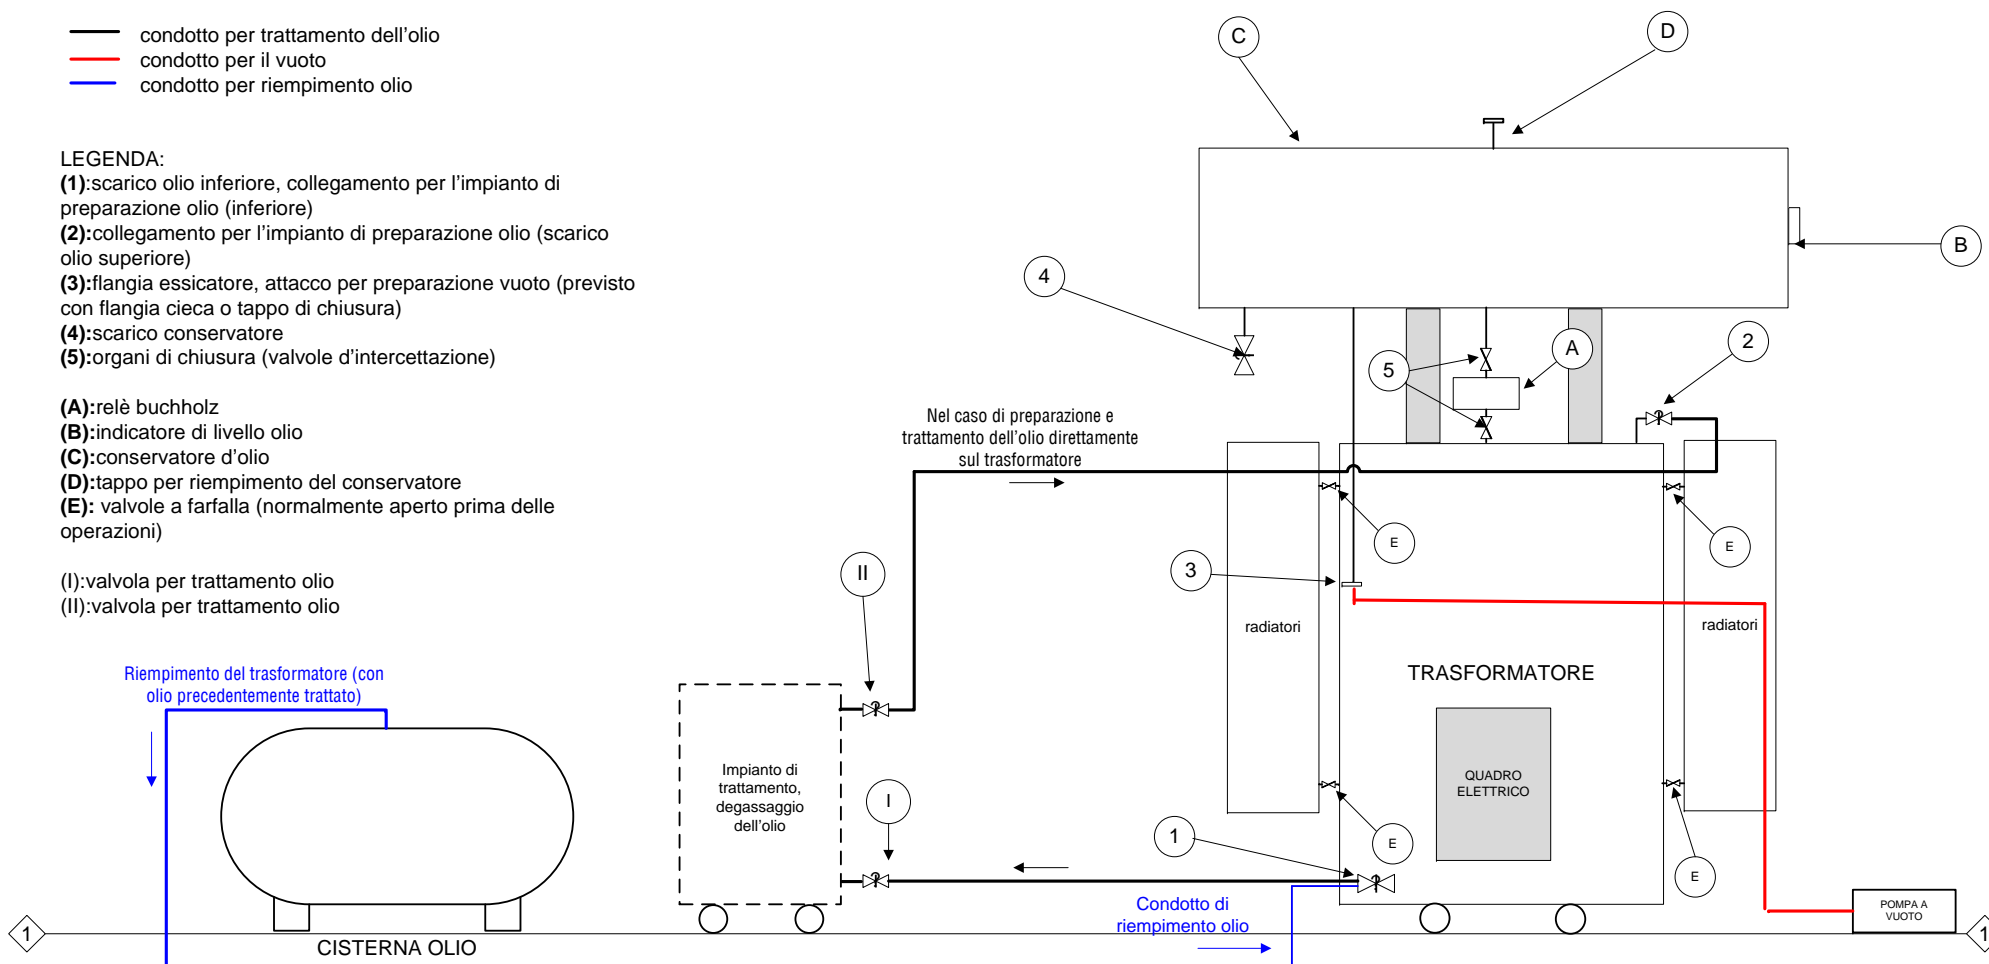 condotto per trattamento dell'olio
condotto per il vuoto
condotto per riempimento olio
LEGENDA:
(1):scarico olio inferiore, collegamento per l'impianto di
preparazione olio (inferiore)
(2):collegamento per l'impianto di preparazione olio (scarico
olio superiore)
(3):flangia essicatore, attacco per preparazione vuoto (previsto
con flangia cieca o tappo di chiusura)
(4):scarico conservatore
(5):organi di chiusura (valvole d'intercettazione)
(A):relè buchholz
(B):indicatore di livello olio
(C):conservatore d'olio
(D):tappo per riempimento del conservatore
(E): valvole a farfalla (normalmente aperto prima delle
operazioni)
(I):valvola per trattamento olio
(II):valvola per trattamento olio
C
D
B
4
2
5
A
Nel caso di preparazione e
trattamento dell'olio direttamente
sul trasformatore
E
E
3
II
radiatori
radiatori
TRASFORMATORE
Riempimento del trasformatore (con
olio precedentemente trattato)
Impianto di
trattamento,
degassaggio
dell'olio
QUADRO
ELETTRICO
I
1
E
E
Condotto di
riempimento olio
POMPA A
VUOTO
1
CISTERNA OLIO
1